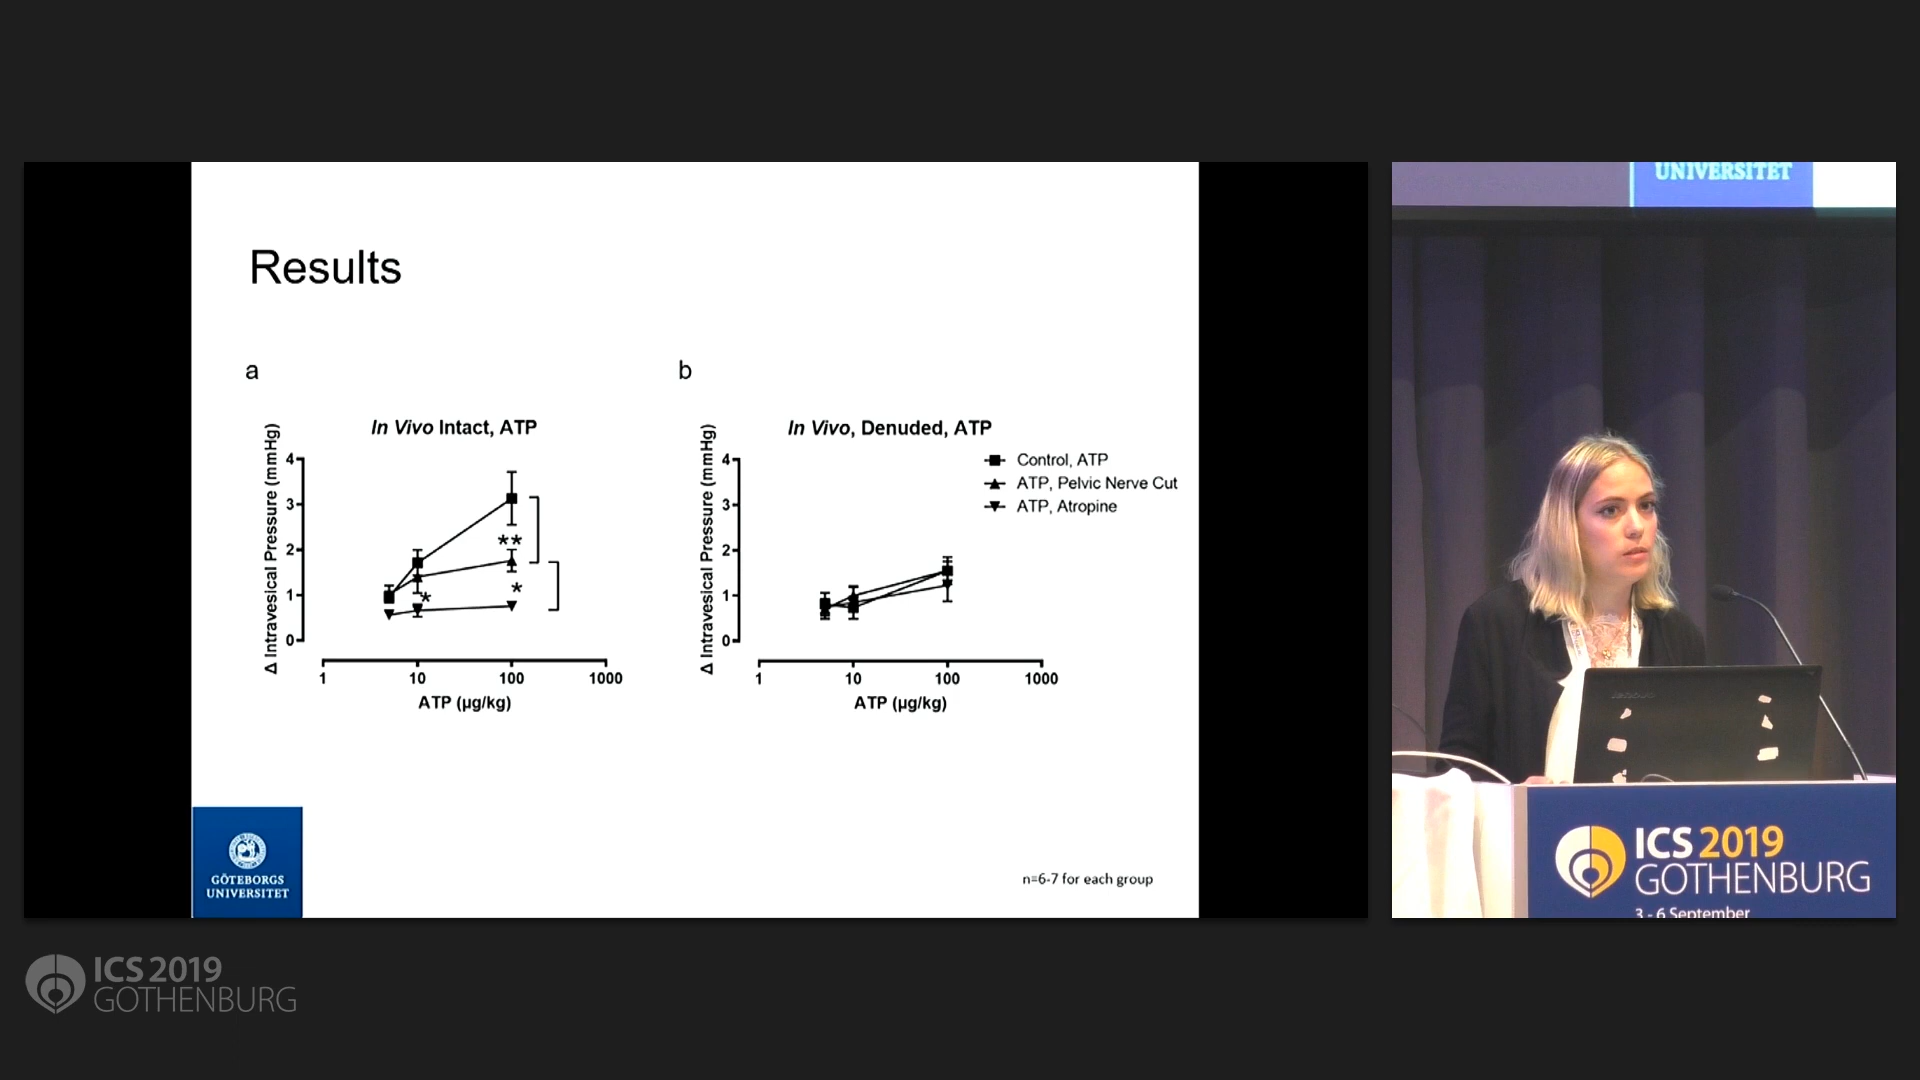 Results
a
b
In Vivo Intact, ATP
Δ Intravesical Pressure (mmHg)
4
3
2
1
0
**
*
*
1 10 100 1000
ATP (µg/kg)
In Vivo, Denuded, ATP
Δ Intravesical Pressure (mmHg)
4
3
2
1
0
1 10 100 1000
ATP (µg/kg)
Control, ATP
ATP, Pelvic Nerve Cut
ATP, Atropine
n=6-7 for each group
GÖTEBORGS
UNIVERSITET
UNIVERSITET
lenovo
ICS 2019
GOTHENBURG
3 - 6 September
ICS 2019
GOTHENBURG